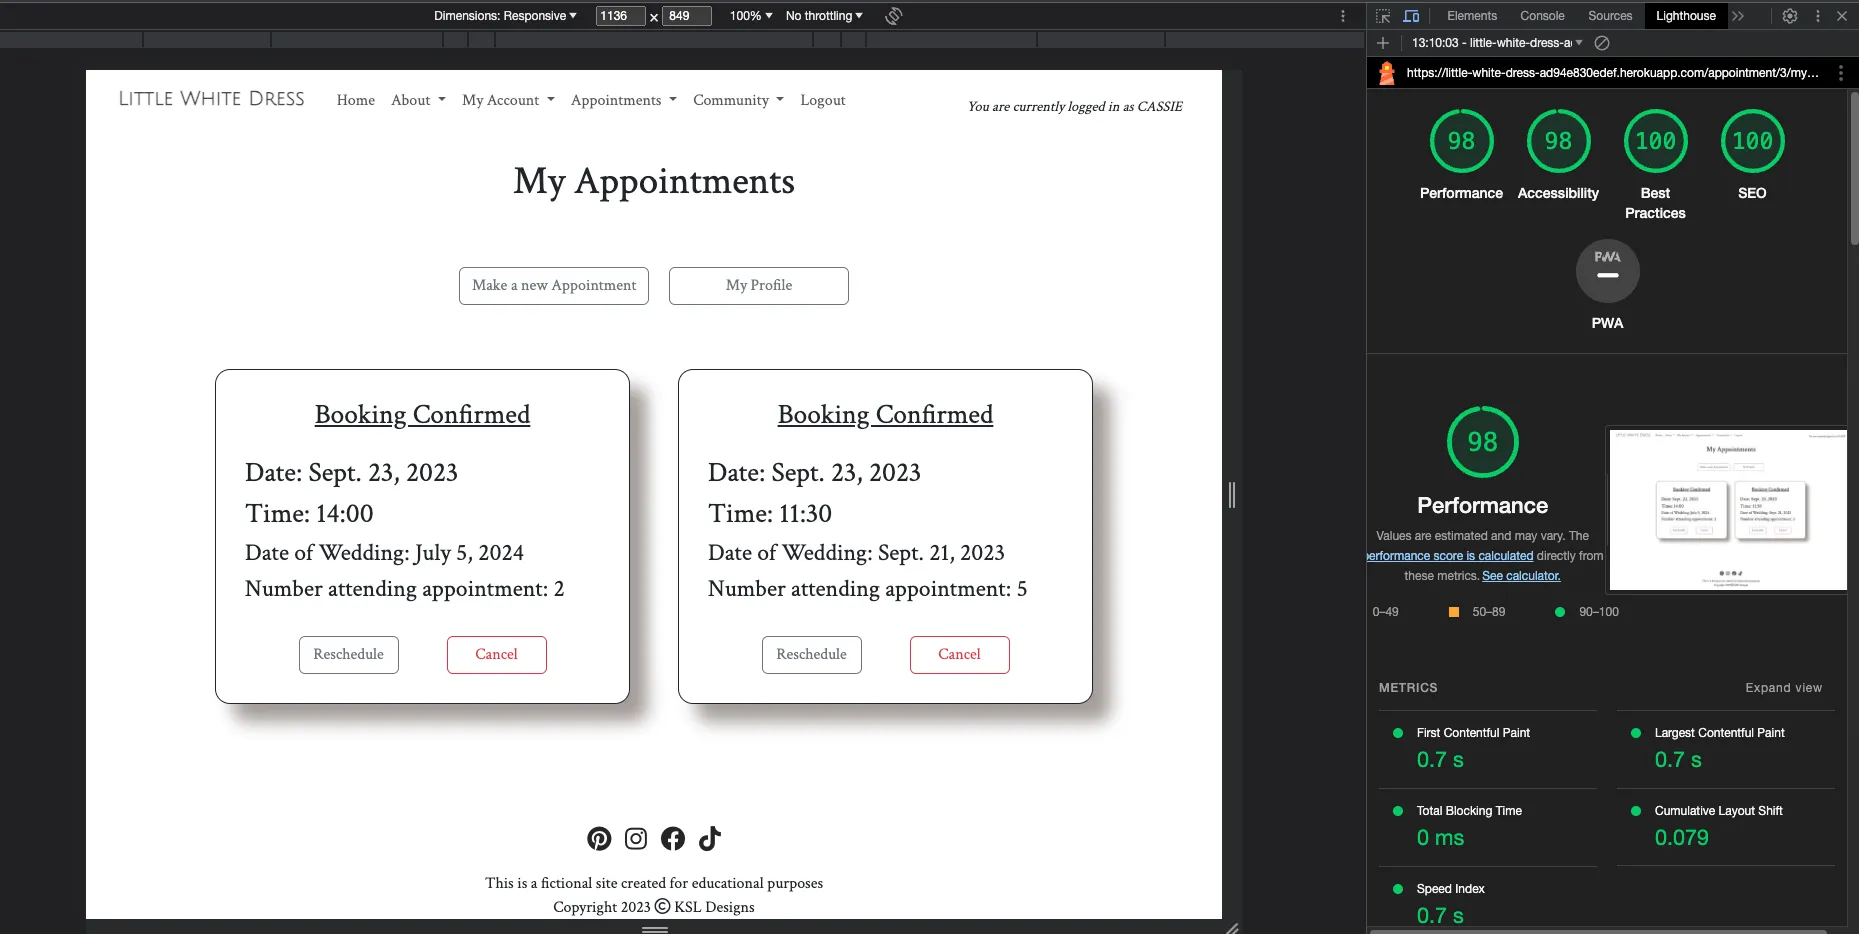 Dimensions: Responsive 1136 × 849 100% No throttling
Elements Console Sources Lighthouse
13:10:03 - little-white-dress-a
https://little-white-dress-ad94e830edef.herokuapp.com/appointment/3/my...
LITTLE WHITE DRESS Home About My Account Appointments Community Logout
You are currently logged in as CASSIE
My Appointments
Make a new Appointment My Profile
Booking Confirmed
Date: Sept. 23, 2023
Time: 14:00
Date of Wedding: July 5, 2024
Number attending appointment: 2
Reschedule Cancel
Booking Confirmed
Date: Sept. 23, 2023
Time: 11:30
Date of Wedding: Sept. 21, 2023
Number attending appointment: 5
Reschedule Cancel
This is a fictional site created for educational purposes
Copyright 2023 © KSL Designs
98 98 100 100
Performance Accessibility Best Practices SEO
PWA
PWA
98
Performance
Values are estimated and may vary. The
performance score is calculated directly from
these metrics. See calculator.
0–49 50–89 90–100
My Appointments
Booking Confirmed Booking Confirmed
METRICS Expand view
First Contentful Paint
0.7 s
Largest Contentful Paint
0.7 s
Total Blocking Time
0 ms
Cumulative Layout Shift
0.079
Speed Index
0.7 s